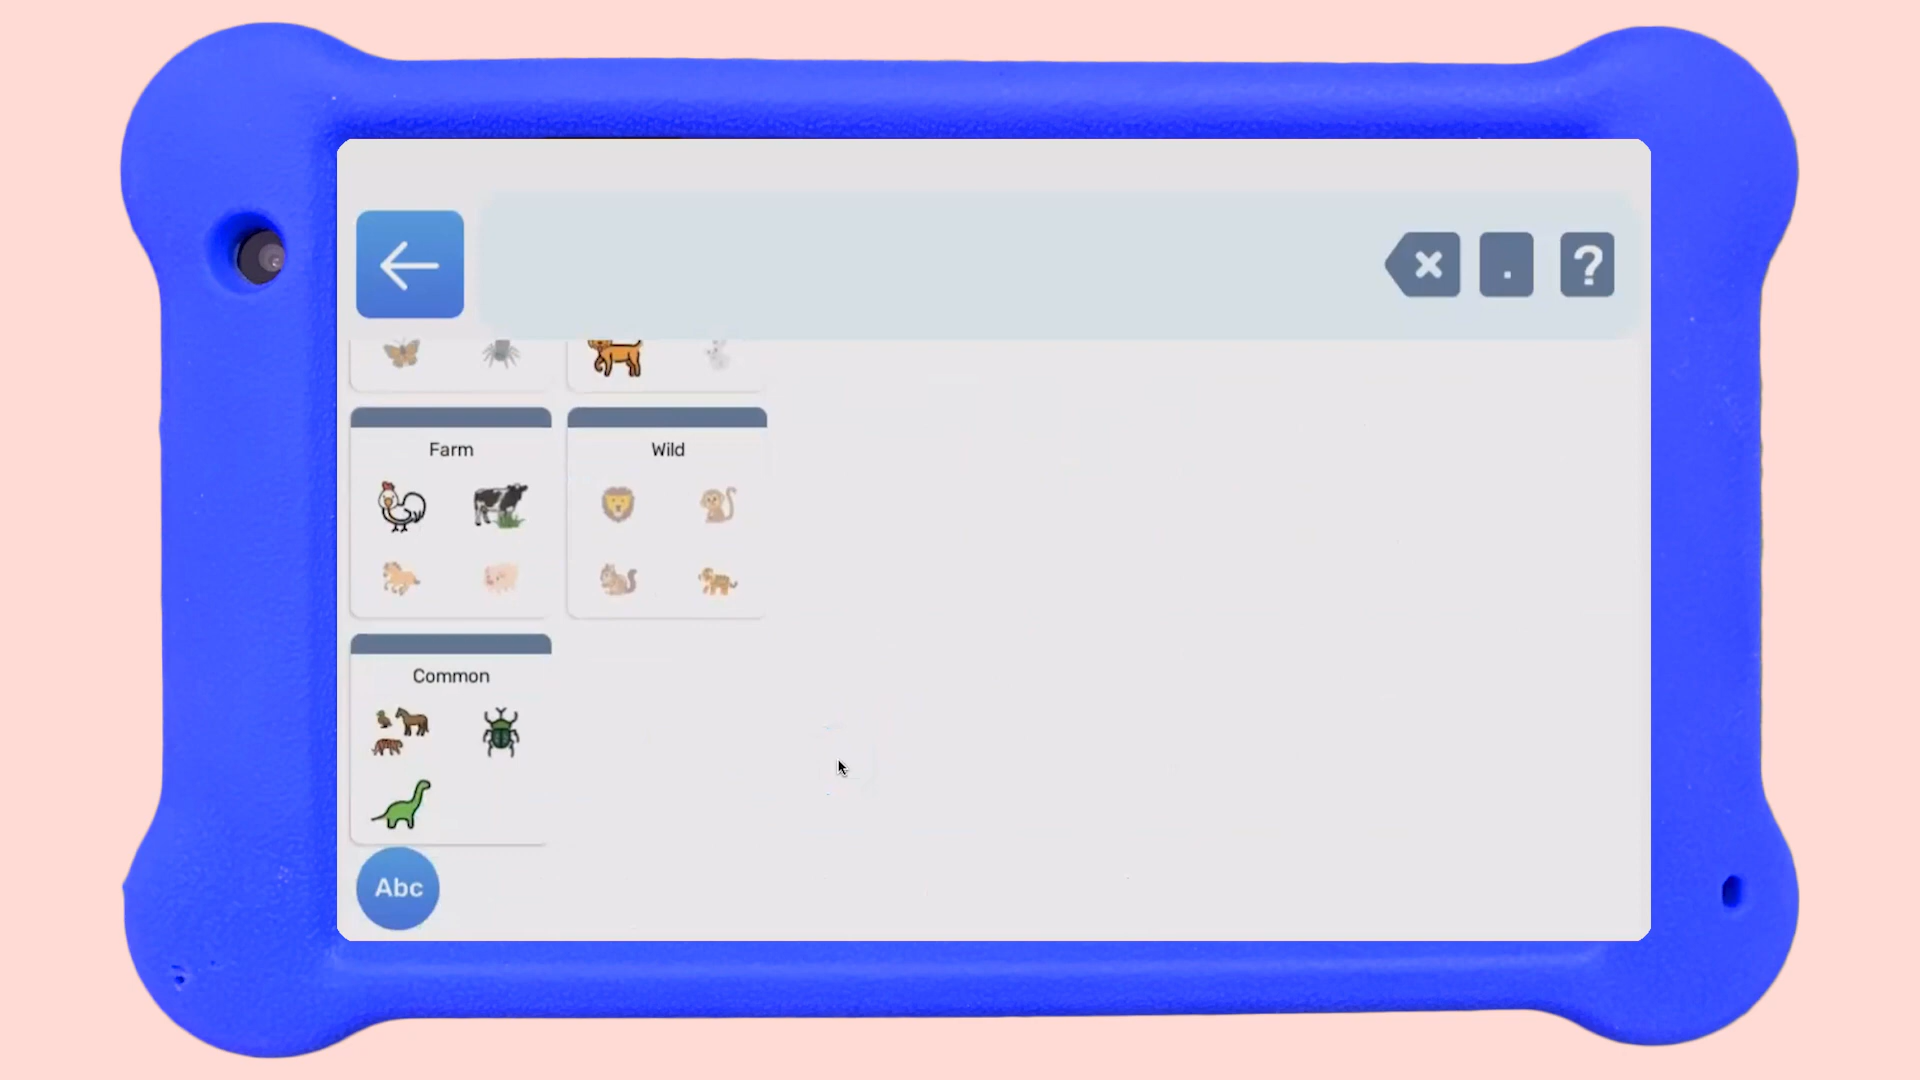 .
?
Farm
Wild
Common
Abc